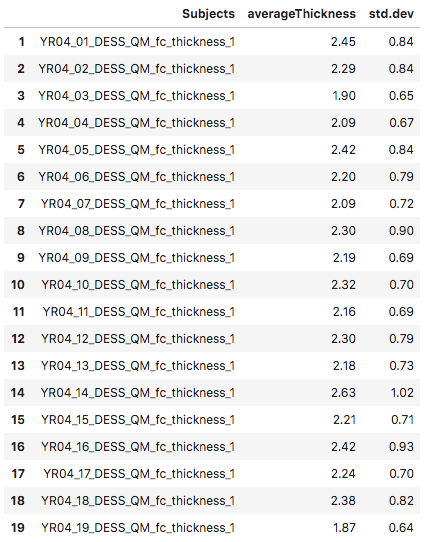 Subjects averageThickness std.dev
1 YR04_01_DESS_QM_fc_thickness_1 2.45 0.84
2 YR04_02_DESS_QM_fc_thickness_1 2.29 0.84
3 YR04_03_DESS_QM_fc_thickness_1 1.90 0.65
4 YR04_04_DESS_QM_fc_thickness_1 2.09 0.67
5 YR04_05_DESS_QM_fc_thickness_1 2.42 0.84
6 YR04_06_DESS_QM_fc_thickness_1 2.20 0.79
7 YR04_07_DESS_QM_fc_thickness_1 2.09 0.72
8 YR04_08_DESS_QM_fc_thickness_1 2.30 0.90
9 YR04_09_DESS_QM_fc_thickness_1 2.19 0.69
10 YR04_10_DESS_QM_fc_thickness_1 2.32 0.70
11 YR04_11_DESS_QM_fc_thickness_1 2.16 0.69
12 YR04_12_DESS_QM_fc_thickness_1 2.30 0.79
13 YR04_13_DESS_QM_fc_thickness_1 2.18 0.73
14 YR04_14_DESS_QM_fc_thickness_1 2.63 1.02
15 YR04_15_DESS_QM_fc_thickness_1 2.21 0.71
16 YR04_16_DESS_QM_fc_thickness_1 2.42 0.93
17 YR04_17_DESS_QM_fc_thickness_1 2.24 0.70
18 YR04_18_DESS_QM_fc_thickness_1 2.38 0.82
19 YR04_19_DESS_QM_fc_thickness_1 1.87 0.64